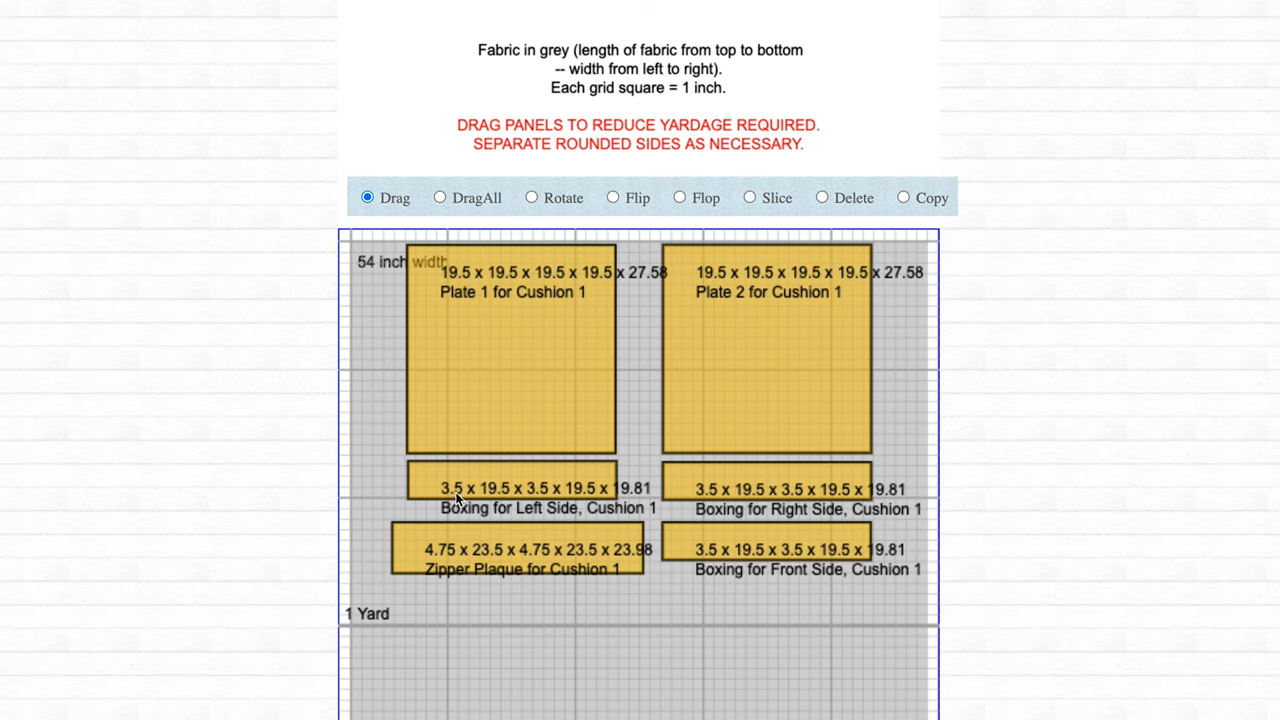 Fabric in grey (length of fabric from top to bottom
-- width from left to right).
Each grid square = 1 inch.
DRAG PANELS TO REDUCE YARDAGE REQUIRED.
SEPARATE ROUNDED SIDES AS NECESSARY.
Drag DragAll Rotate Flip Flop Slice Delete Copy
54 inch width
19.5 x 19.5 x 19.5 x 19.5 x 27.58
Plate 1 for Cushion 1
19.5 x 19.5 x 19.5 x 19.5 x 27.58
Plate 2 for Cushion 1
3.5 x 19.5 x 3.5 x 19.5 x 19.81
Boxing for Left Side, Cushion 1
3.5 x 19.5 x 3.5 x 19.5 x 19.81
Boxing for Right Side, Cushion 1
4.75 x 23.5 x 4.75 x 23.5 x 23.98
Zipper Plaque for Cushion 1
3.5 x 19.5 x 3.5 x 19.5 x 19.81
Boxing for Front Side, Cushion 1
1 Yard